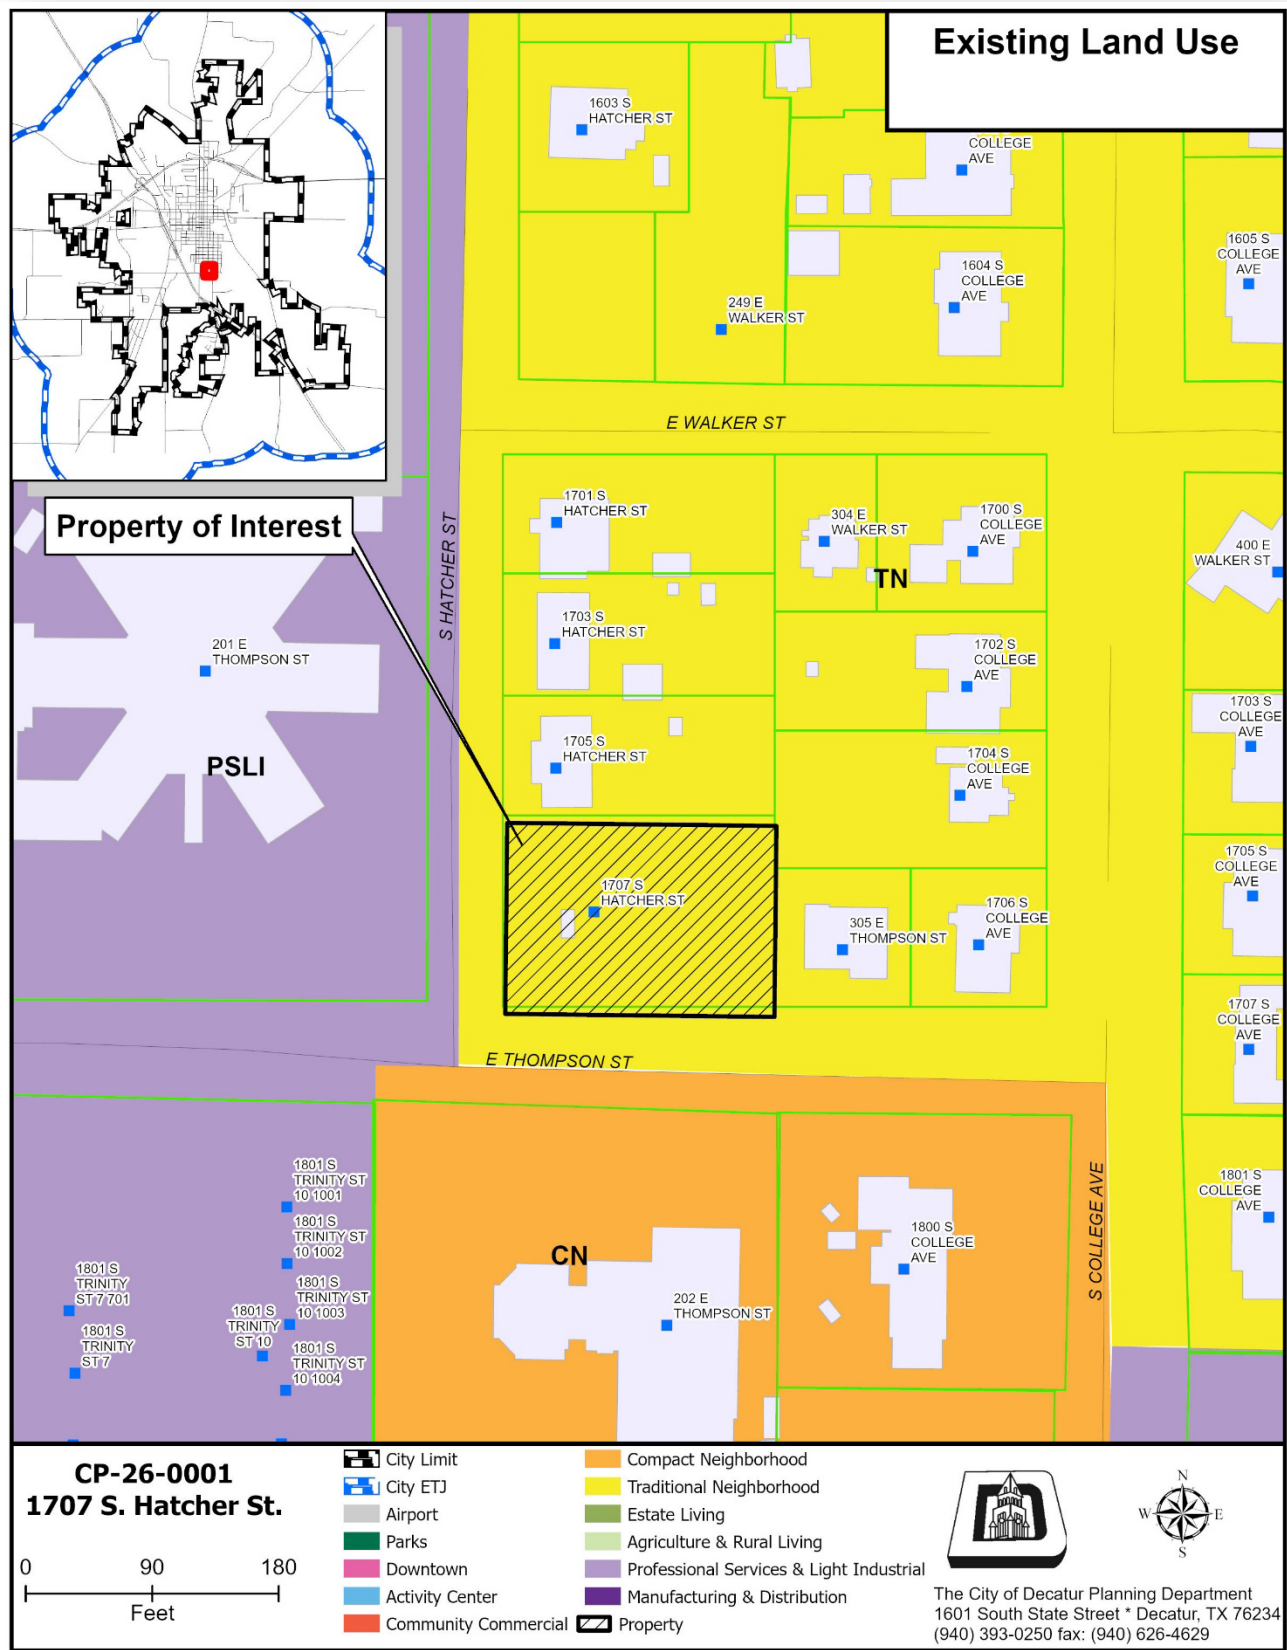 Existing Land Use
1603 S
HATCHER ST
COLLEGE
AVE
1605 S
COLLEGE
AVE
1604 S
COLLEGE
AVE
249 E
WALKER ST
E WALKER ST
Property of Interest
S HATCHER ST
1701 S
HATCHER ST
304 E
WALKER ST
1700 S
COLLEGE
AVE
400 E
WALKER ST
TN
1703 S
HATCHER ST
201 E
THOMPSON ST
1702 S
COLLEGE
AVE
1703 S
COLLEGE
AVE
1705 S
HATCHER ST
PSLI
1704 S
COLLEGE
AVE
1705 S
COLLEGE
AVE
1707 S
HATCHER ST
305 E
THOMPSON ST
1706 S
COLLEGE
AVE
1707 S
COLLEGE
AVE
E THOMPSON ST
1801 S
TRINITY ST
10 1001
1801 S
TRINITY ST
10 1002
1801 S
TRINITY
ST 7 701
1801 S
TRINITY ST
10 1003
1801 S
TRINITY
ST 10
1801 S
TRINITY
ST 7
1801 S
TRINITY ST
10 1004
CN
202 E
THOMPSON ST
1800 S
COLLEGE
AVE
S COLLEGE AVE
1801 S
COLLEGE
AVE
CP-26-0001
1707 S. Hatcher St.
0 90 180
Feet
City Limit
City ETJ
Airport
Parks
Downtown
Activity Center
Community Commercial
Compact Neighborhood
Traditional Neighborhood
Estate Living
Agriculture & Rural Living
Professional Services & Light Industrial
Manufacturing & Distribution
Property
D
N
W E
S
The City of Decatur Planning Department
1601 South State Street * Decatur, TX 76234
(940) 393-0250 fax: (940) 626-4629